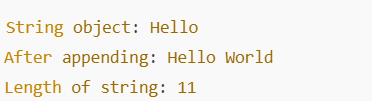 String object: Hello
After appending: Hello World
Length of string: 11